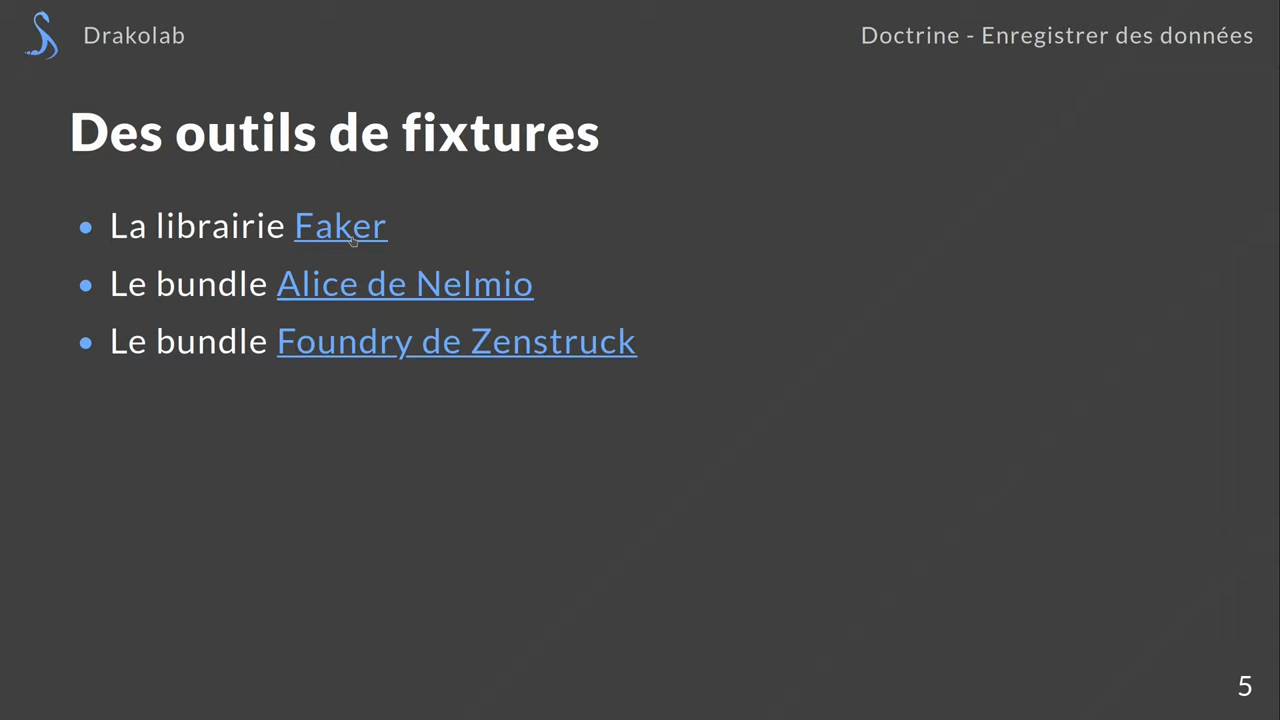 Drakolab
Doctrine - Enregistrer des données
Des outils de fixtures
La librairie Faker
Le bundle Alice de Nelmio
Le bundle Foundry de Zenstruck
5